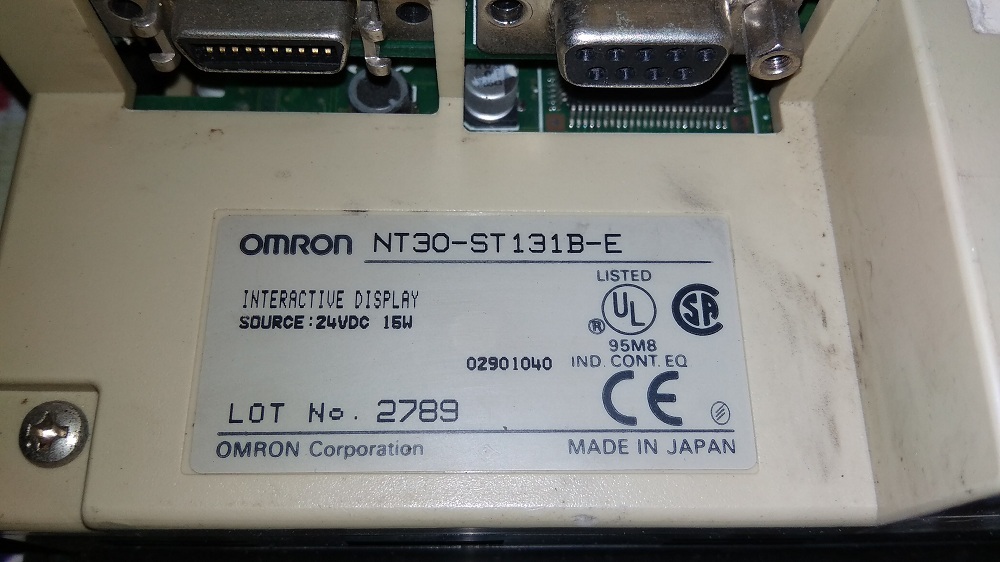 OMRON NT30-ST131B-E
INTERACTIVE DISPLAY
SOURCE:24VDC 15W
LISTED
UL
®
SA
95M8
02901040 IND. CONT. EQ
CE
LOT No. 2789
OMRON Corporation MADE IN JAPAN